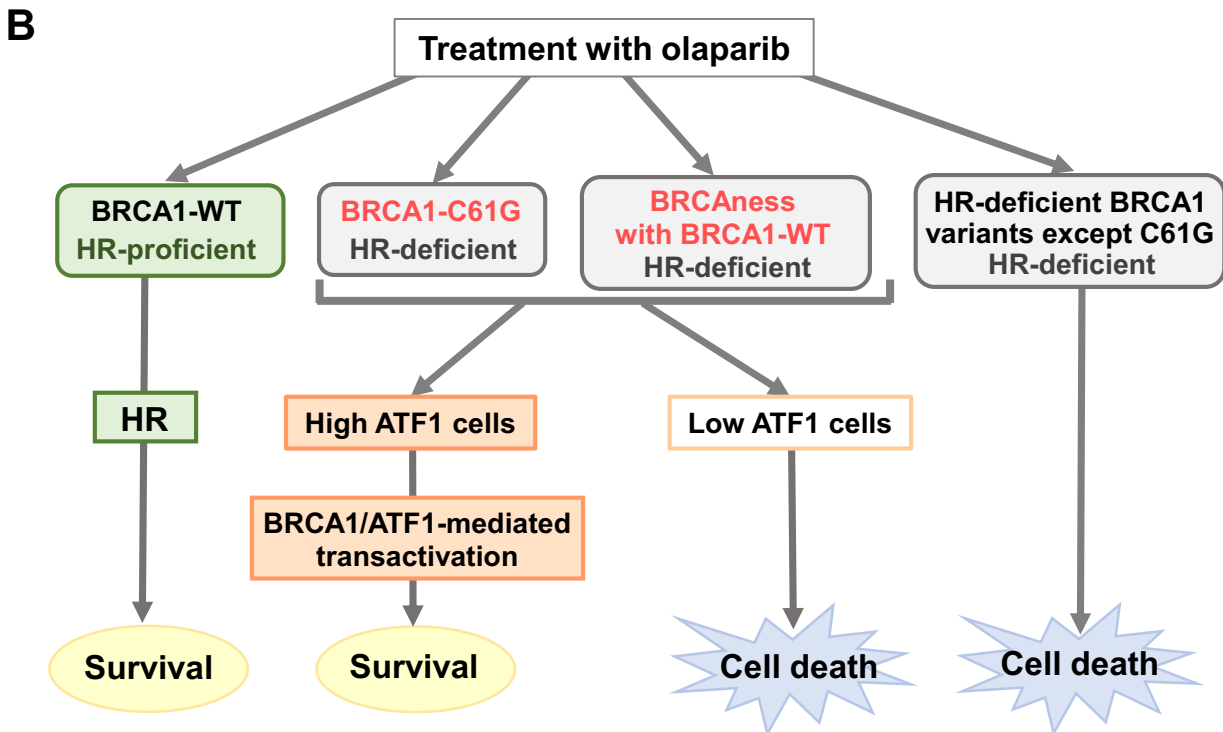 B
Treatment with olaparib
BRCA1-WT
HR-proficient
BRCA1-C61G
HR-deficient
BRCAness
with BRCA1-WT
HR-deficient
HR-deficient BRCA1
variants except C61G
HR-deficient
HR
High ATF1 cells
Low ATF1 cells
BRCA1/ATF1-mediated
transactivation
Survival
Survival
Cell death
Cell death